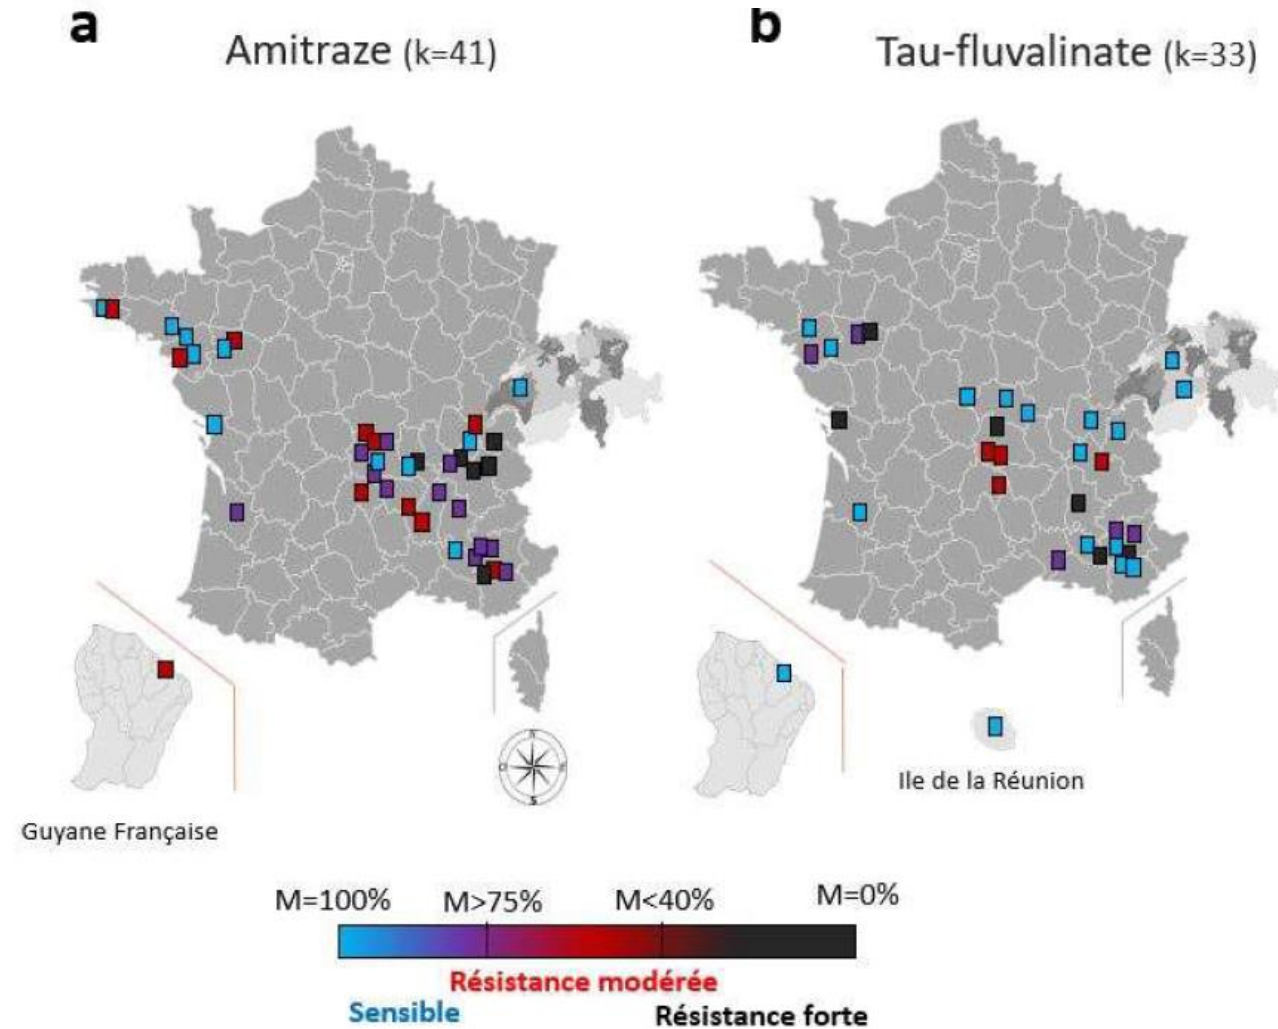 a
Amitraze (k=41)
b
Tau-fluvalinate (k=33)
N
O
E
S
Guyane Française
Ile de la Réunion
M=100%
M>75%
M<40%
M=0%
Résistance modérée
Sensible
Résistance forte